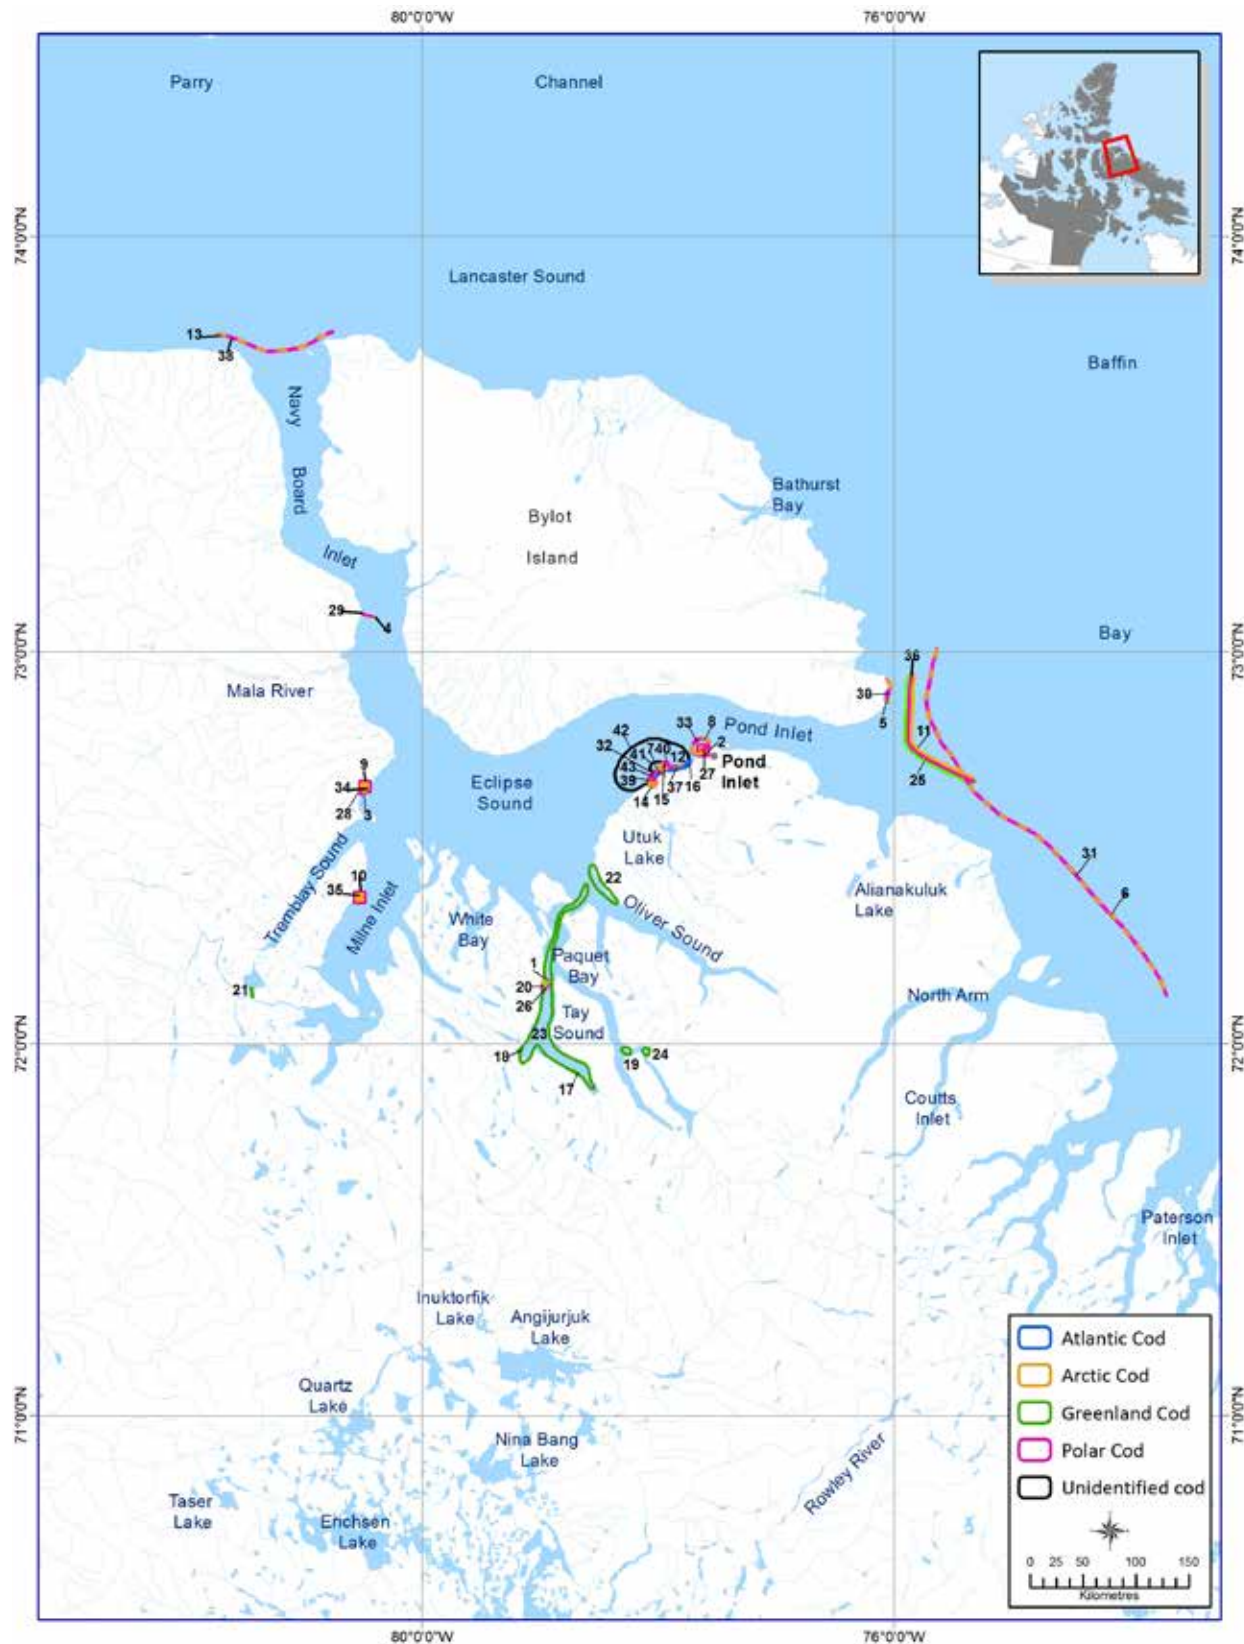 80°0'0"W
76°0'0"W
Parry
Channel
74°0'0"N
74°0'0"N
Lancaster Sound
13
38
Baffin
Navy
Board
Inlet
Bathurst
Bay
Bylot
Island
29
4
Bay
73°0'0"N
73°0'0"N
36
Mala River
30
5
42
33
8
Pond Inlet
2
32
41
7
40
12
11
43
39
27
Pond
Inlet
25
9
34
Eclipse
Sound
14
15
37
16
28
3
Utuk
Lake
31
Tremblay Sound
10
35
22
6
Milne Inlet
Alianakuluk
Lake
White
Bay
Oliver Sound
1
Paquet
Bay
20
21
26
North Arm
Tay
Sound
23
72°0'0"N
72°0'0"N
18
19
24
17
Coutts
Inlet
Paterson
Inlet
Inuktorfik
Lake
Angijurjuk
Lake
Quartz
Lake
71°0'0"N
71°0'0"N
Nina Bang
Lake
Rowley River
Taser
Lake
Erichsen
Lake
Atlantic Cod
Arctic Cod
Greenland Cod
Polar Cod
Unidentified cod
0 25 50 100 150
Kilometres
80°0'0"W
76°0'0"W